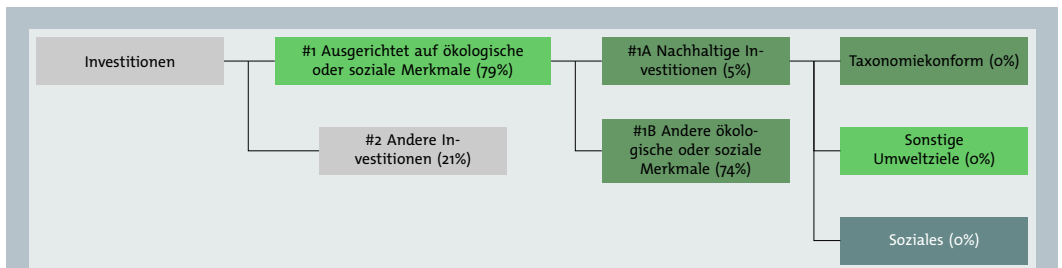 Investitionen
#1 Ausgerichtet auf ökologische
oder soziale Merkmale (79%)
#2 Andere In-
vestitionen (21%)
#1A Nachhaltige In-
vestitionen (5%)
#1B Andere ökolo-
gische oder soziale
Merkmale (74%)
Taxonomiekonform (0%)
Sonstige
Umweltziele (0%)
Soziales (0%)